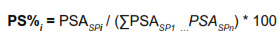 PS%i = PSASPi / (∑PSASP1 ...PSASPn) * 100